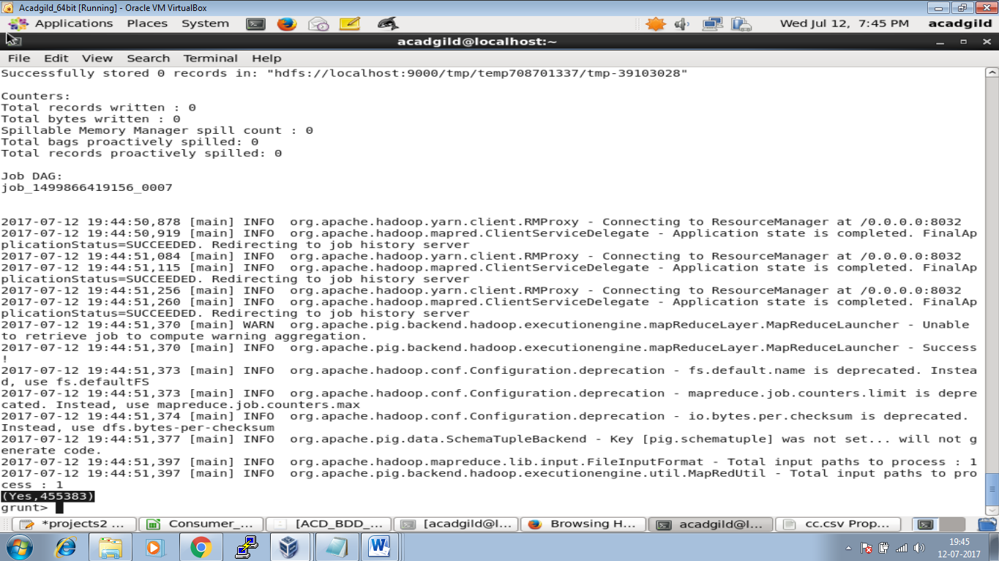 Acadgild_64bit [Running] - Oracle VM VirtualBox
Applications Places System Wed Jul 12, 7:45 PM acadgild
acadgild@localhost:~
File Edit View Search Terminal Help
Successfully stored 0 records in: "hdfs://localhost:9000/tmp/temp708701337/tmp-39103028"
Counters:
Total records written : 0
Total bytes written : 0
Spillable Memory Manager spill count : 0
Total bags proactively spilled: 0
Total records proactively spilled: 0
Job DAG:
job_1499866419156_0007
2017-07-12 19:44:50,878 [main] INFO  org.apache.hadoop.yarn.client.RMProxy - Connecting to ResourceManager at /0.0.0.0:8032
2017-07-12 19:44:50,919 [main] INFO  org.apache.hadoop.mapred.ClientServiceDelegate - Application state is completed. FinalAp
plicationStatus=SUCCEEDED. Redirecting to job history server
2017-07-12 19:44:51,084 [main] INFO  org.apache.hadoop.yarn.client.RMProxy - Connecting to ResourceManager at /0.0.0.0:8032
2017-07-12 19:44:51,115 [main] INFO  org.apache.hadoop.mapred.ClientServiceDelegate - Application state is completed. FinalAp
plicationStatus=SUCCEEDED. Redirecting to job history server
2017-07-12 19:44:51,256 [main] INFO  org.apache.hadoop.yarn.client.RMProxy - Connecting to ResourceManager at /0.0.0.0:8032
2017-07-12 19:44:51,260 [main] INFO  org.apache.hadoop.mapred.ClientServiceDelegate - Application state is completed. FinalAp
plicationStatus=SUCCEEDED. Redirecting to job history server
2017-07-12 19:44:51,370 [main] WARN  org.apache.pig.backend.hadoop.executionengine.mapReduceLayer.MapReduceLauncher - Unable
to retrieve job to compute warning aggregation.
2017-07-12 19:44:51,370 [main] INFO  org.apache.pig.backend.hadoop.executionengine.mapReduceLayer.MapReduceLauncher - Success
!
2017-07-12 19:44:51,373 [main] INFO  org.apache.hadoop.conf.Configuration.deprecation - fs.default.name is deprecated. Instea
d, use fs.defaultFS
2017-07-12 19:44:51,373 [main] INFO  org.apache.hadoop.conf.Configuration.deprecation - mapreduce.job.counters.limit is depre
cated. Instead, use mapreduce.job.counters.max
2017-07-12 19:44:51,374 [main] INFO  org.apache.hadoop.conf.Configuration.deprecation - io.bytes.per.checksum is deprecated.
Instead, use dfs.bytes-per-checksum
2017-07-12 19:44:51,377 [main] INFO  org.apache.pig.data.SchemaTupleBackend - Key [pig.schematuple] was not set... will not g
enerate code.
2017-07-12 19:44:51,397 [main] INFO  org.apache.hadoop.mapreduce.lib.input.FileInputFormat - Total input paths to process : 1
2017-07-12 19:44:51,397 [main] INFO  org.apache.pig.backend.hadoop.executionengine.util.MapRedUtil - Total input paths to pro
cess : 1
(Yes,455383)
grunt>
*projects2 ... Consumer_... [ACD_BDD_... [acadgild@l... Browsing H... acadgild@l... cc.csv Prop...
19:45
12-07-2017